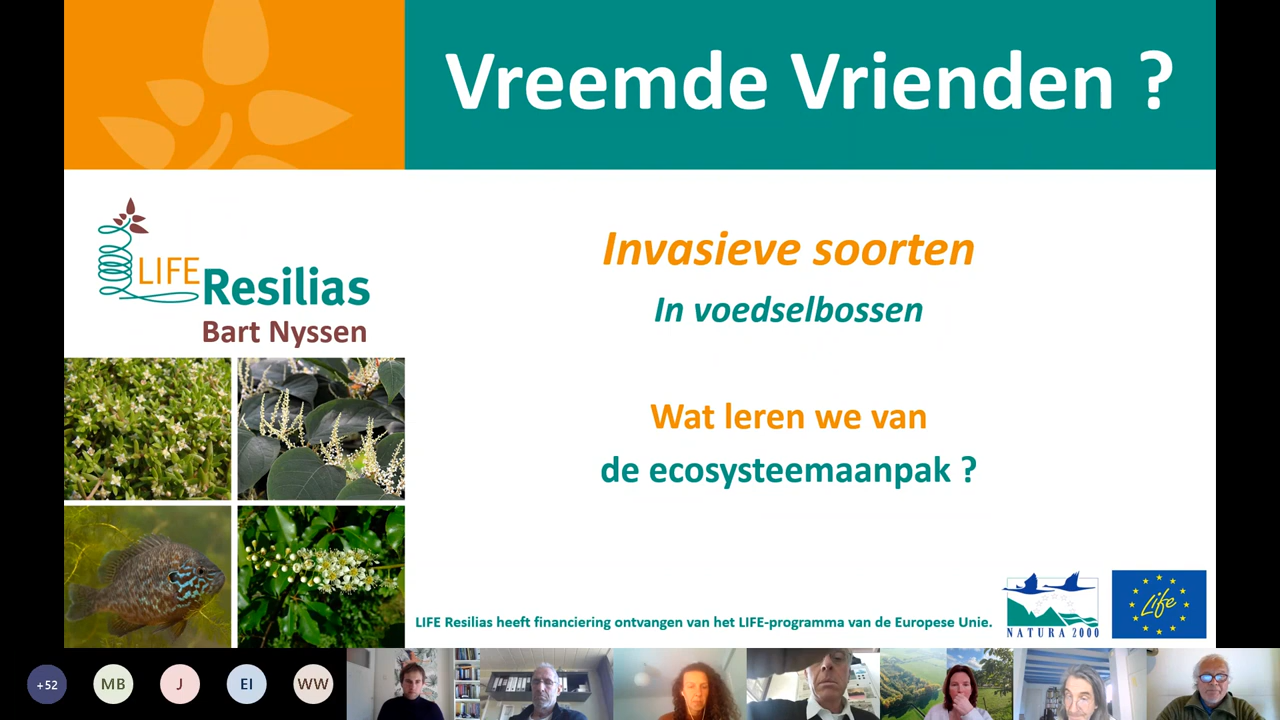 Vreemde Vrienden ?
LIFE
Resilias
Bart Nyssen
Invasieve soorten
In voedselbossen
Wat leren we van
de ecosysteemaanpak ?
LIFE Resilias heeft financiering ontvangen van het LIFE-programma van de Europese Unie.
NATURA 2000
Life
+52
MB
J
EI
WW